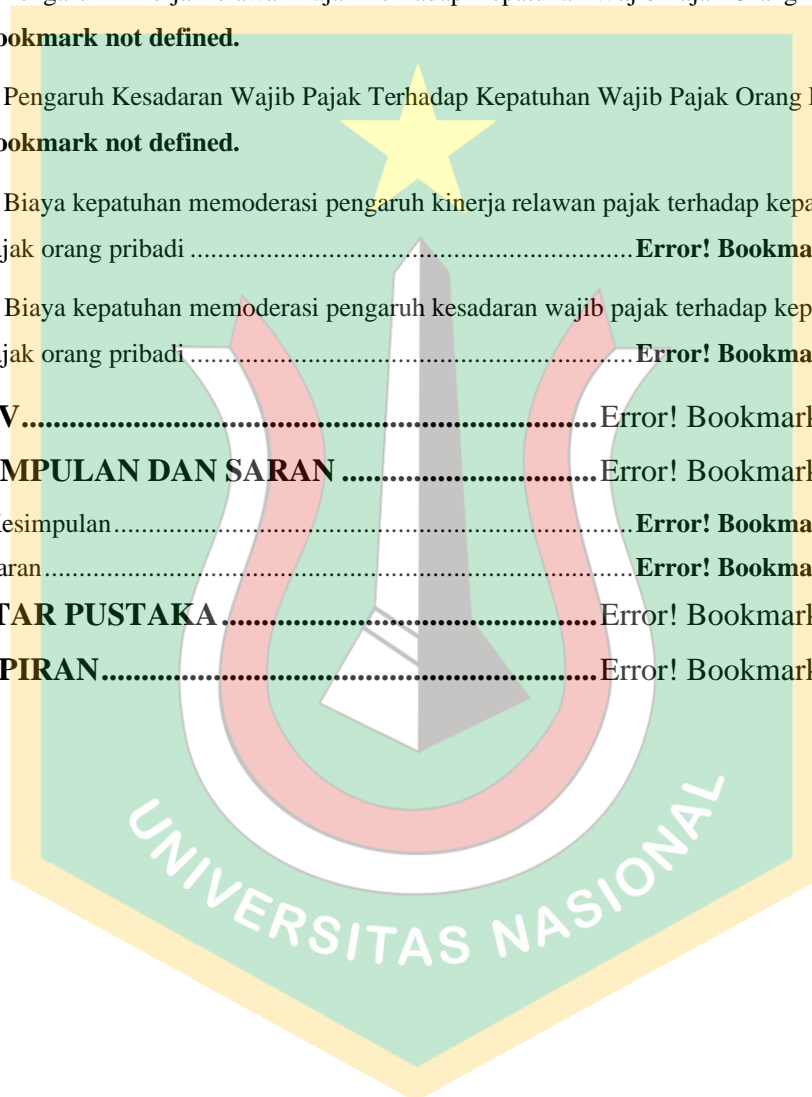 ookmark not defined.
Pengaruh Kesadaran Wajib Pajak Terhadap Kepatuhan Wajib Pajak Orang
ookmark not defined.
Biaya kepatuhan memoderasi pengaruh kinerja relawan pajak terhadap kepa
jak orang pribadi ................................................................ Error! Bookma
Biaya kepatuhan memoderasi pengaruh kesadaran wajib pajak terhadap kep
jak orang pribadi ................................................................ Error! Bookma
V ................................................................ Error! Bookmark
MPULAN DAN SARAN ................................ Error! Bookmark
esimpulan ................................................................ Error! Bookma
aran ................................................................ Error! Bookma
TAR PUSTAKA ................................................ Error! Bookmark
PIRAN ................................................................ Error! Bookmark
UNIVERSITAS NASIONAL